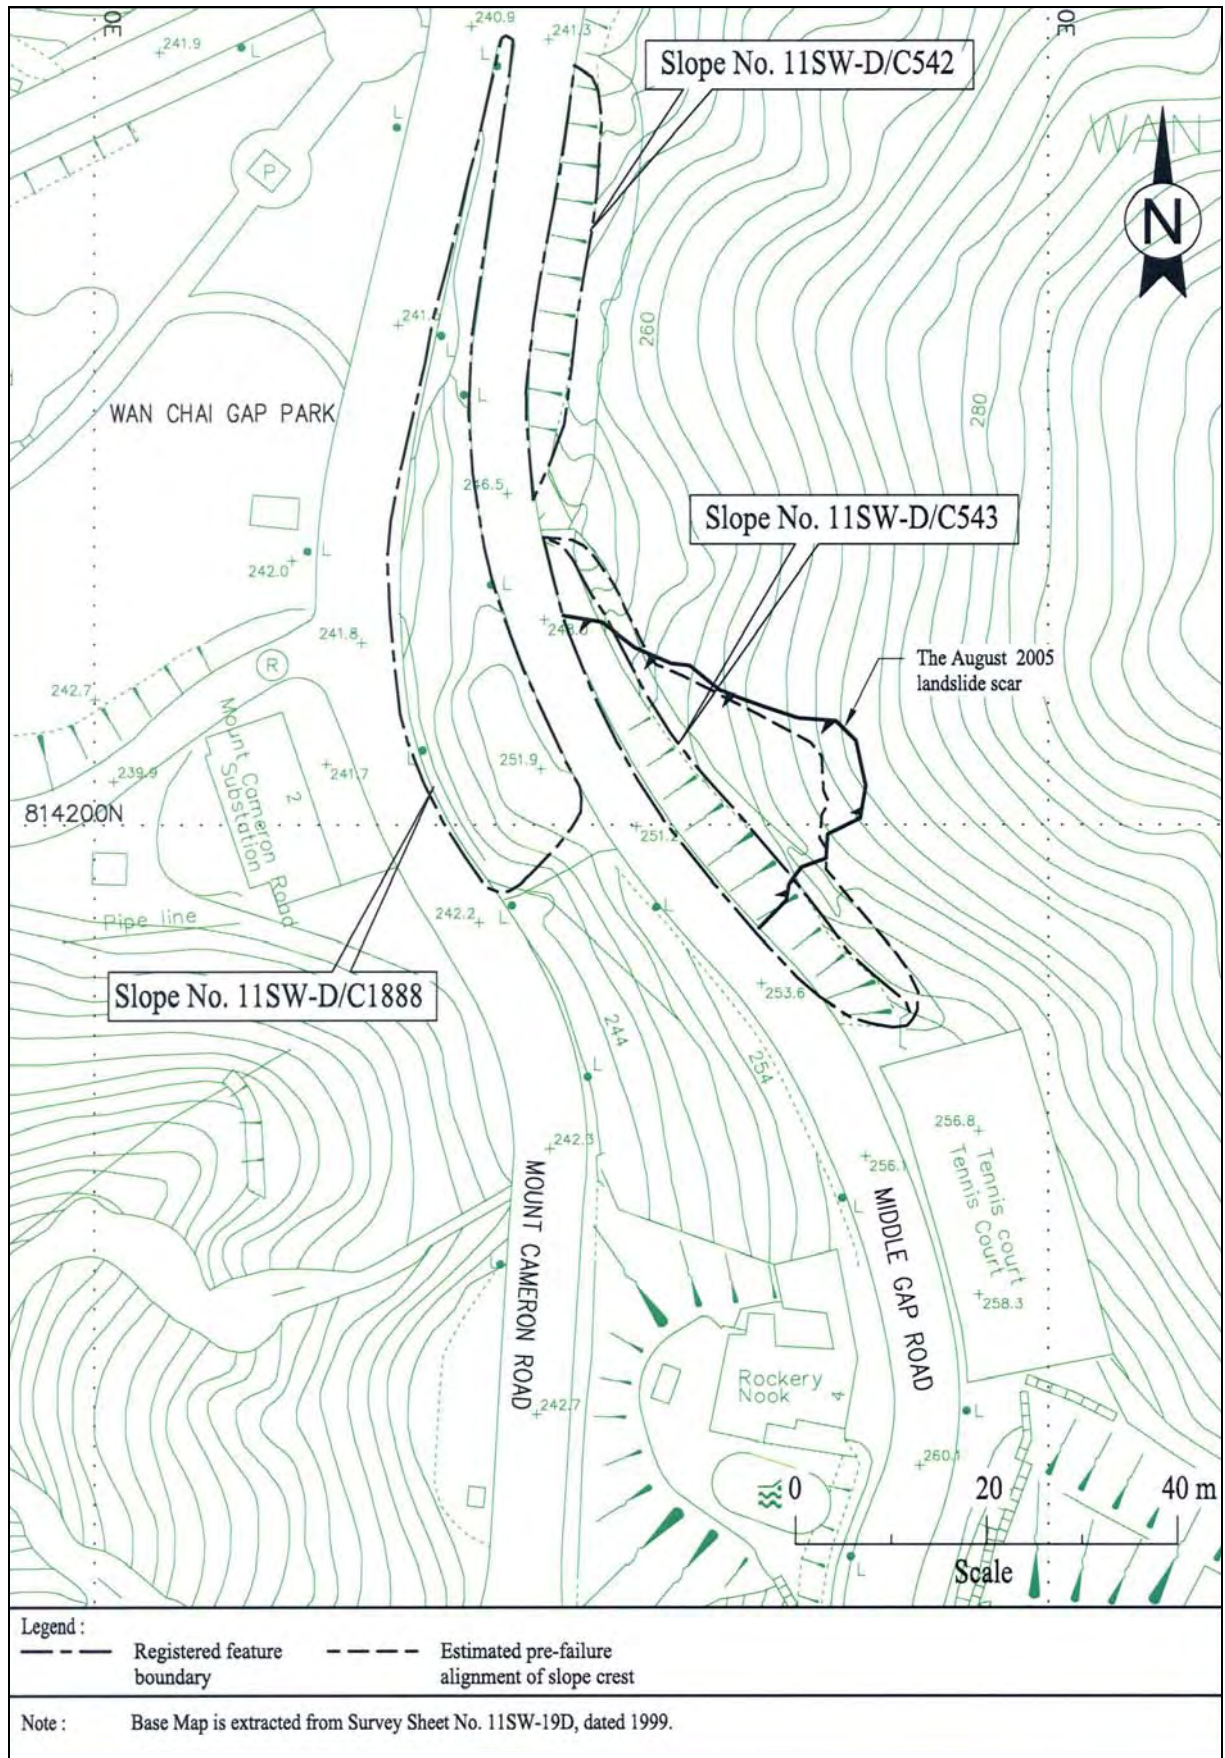 240.9
241.3
241.9
L
L
0E
0E
Slope No. 11SW-D/C542
WAN
L
P
N
260
L
280
L
WAN CHAI GAP PARK
246.5
Slope No. 11SW-D/C543
L
242.0
L
241.8
R
The August 2005
landslide scar
242.7
Mount Cameron Road
Substation
2
239.9
241.7
251.9
814200N
L
L
242.2
Pipe line
Slope No. 11SW-D/C1888
253.6
244
254
L
242.3
256.8
Tennis court
Tennis Court
256.1
L
MOUNT CAMERON ROAD
MIDDLE GAP ROAD
L
258.3
Rockery
Nook
4
242.7
L
260.1
0 20 40 m
Scale
L
Legend :
Registered feature
boundary
Estimated pre-failure
alignment of slope crest
Note : Base Map is extracted from Survey Sheet No. 11SW-19D, dated 1999.